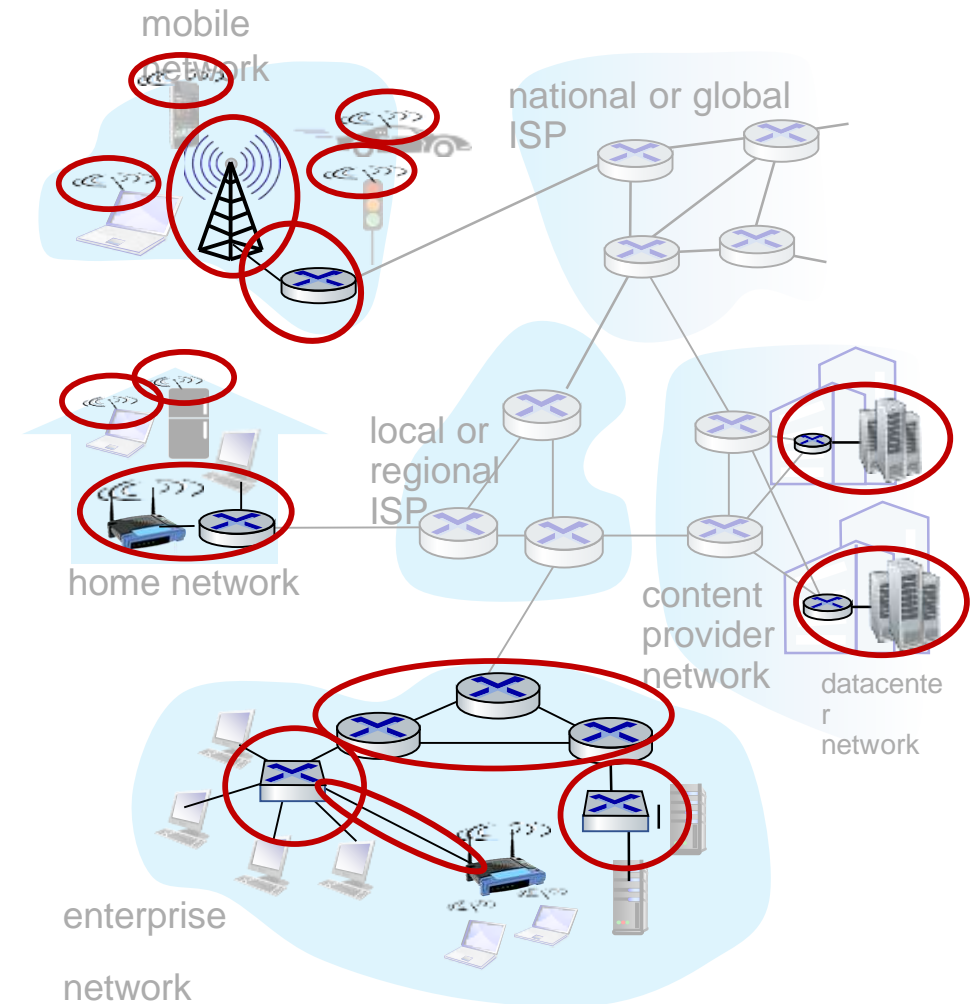 mobile
network
national or global
ISP
local or
regional
ISP
home network
content
provider
network
datacente
r
network
enterprise
network